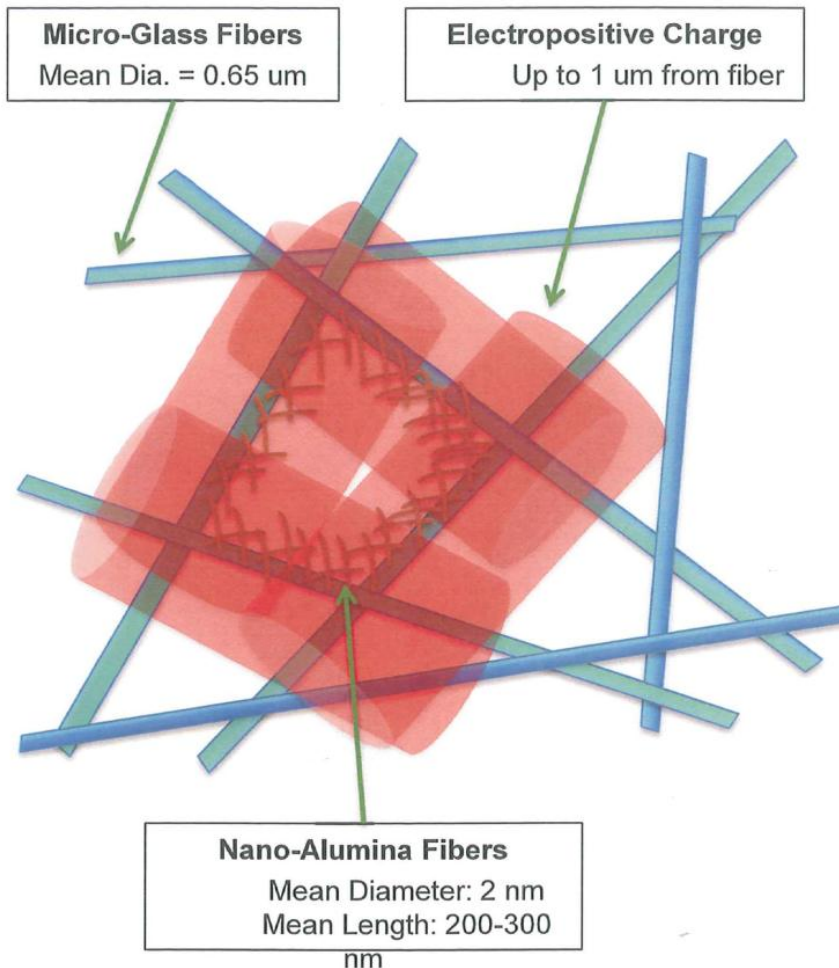 Micro-Glass Fibers
Mean Dia. = 0.65 um
Electropositive Charge
Up to 1 um from fiber
Nano-Alumina Fibers
Mean Diameter: 2 nm
Mean Length: 200-300
nm